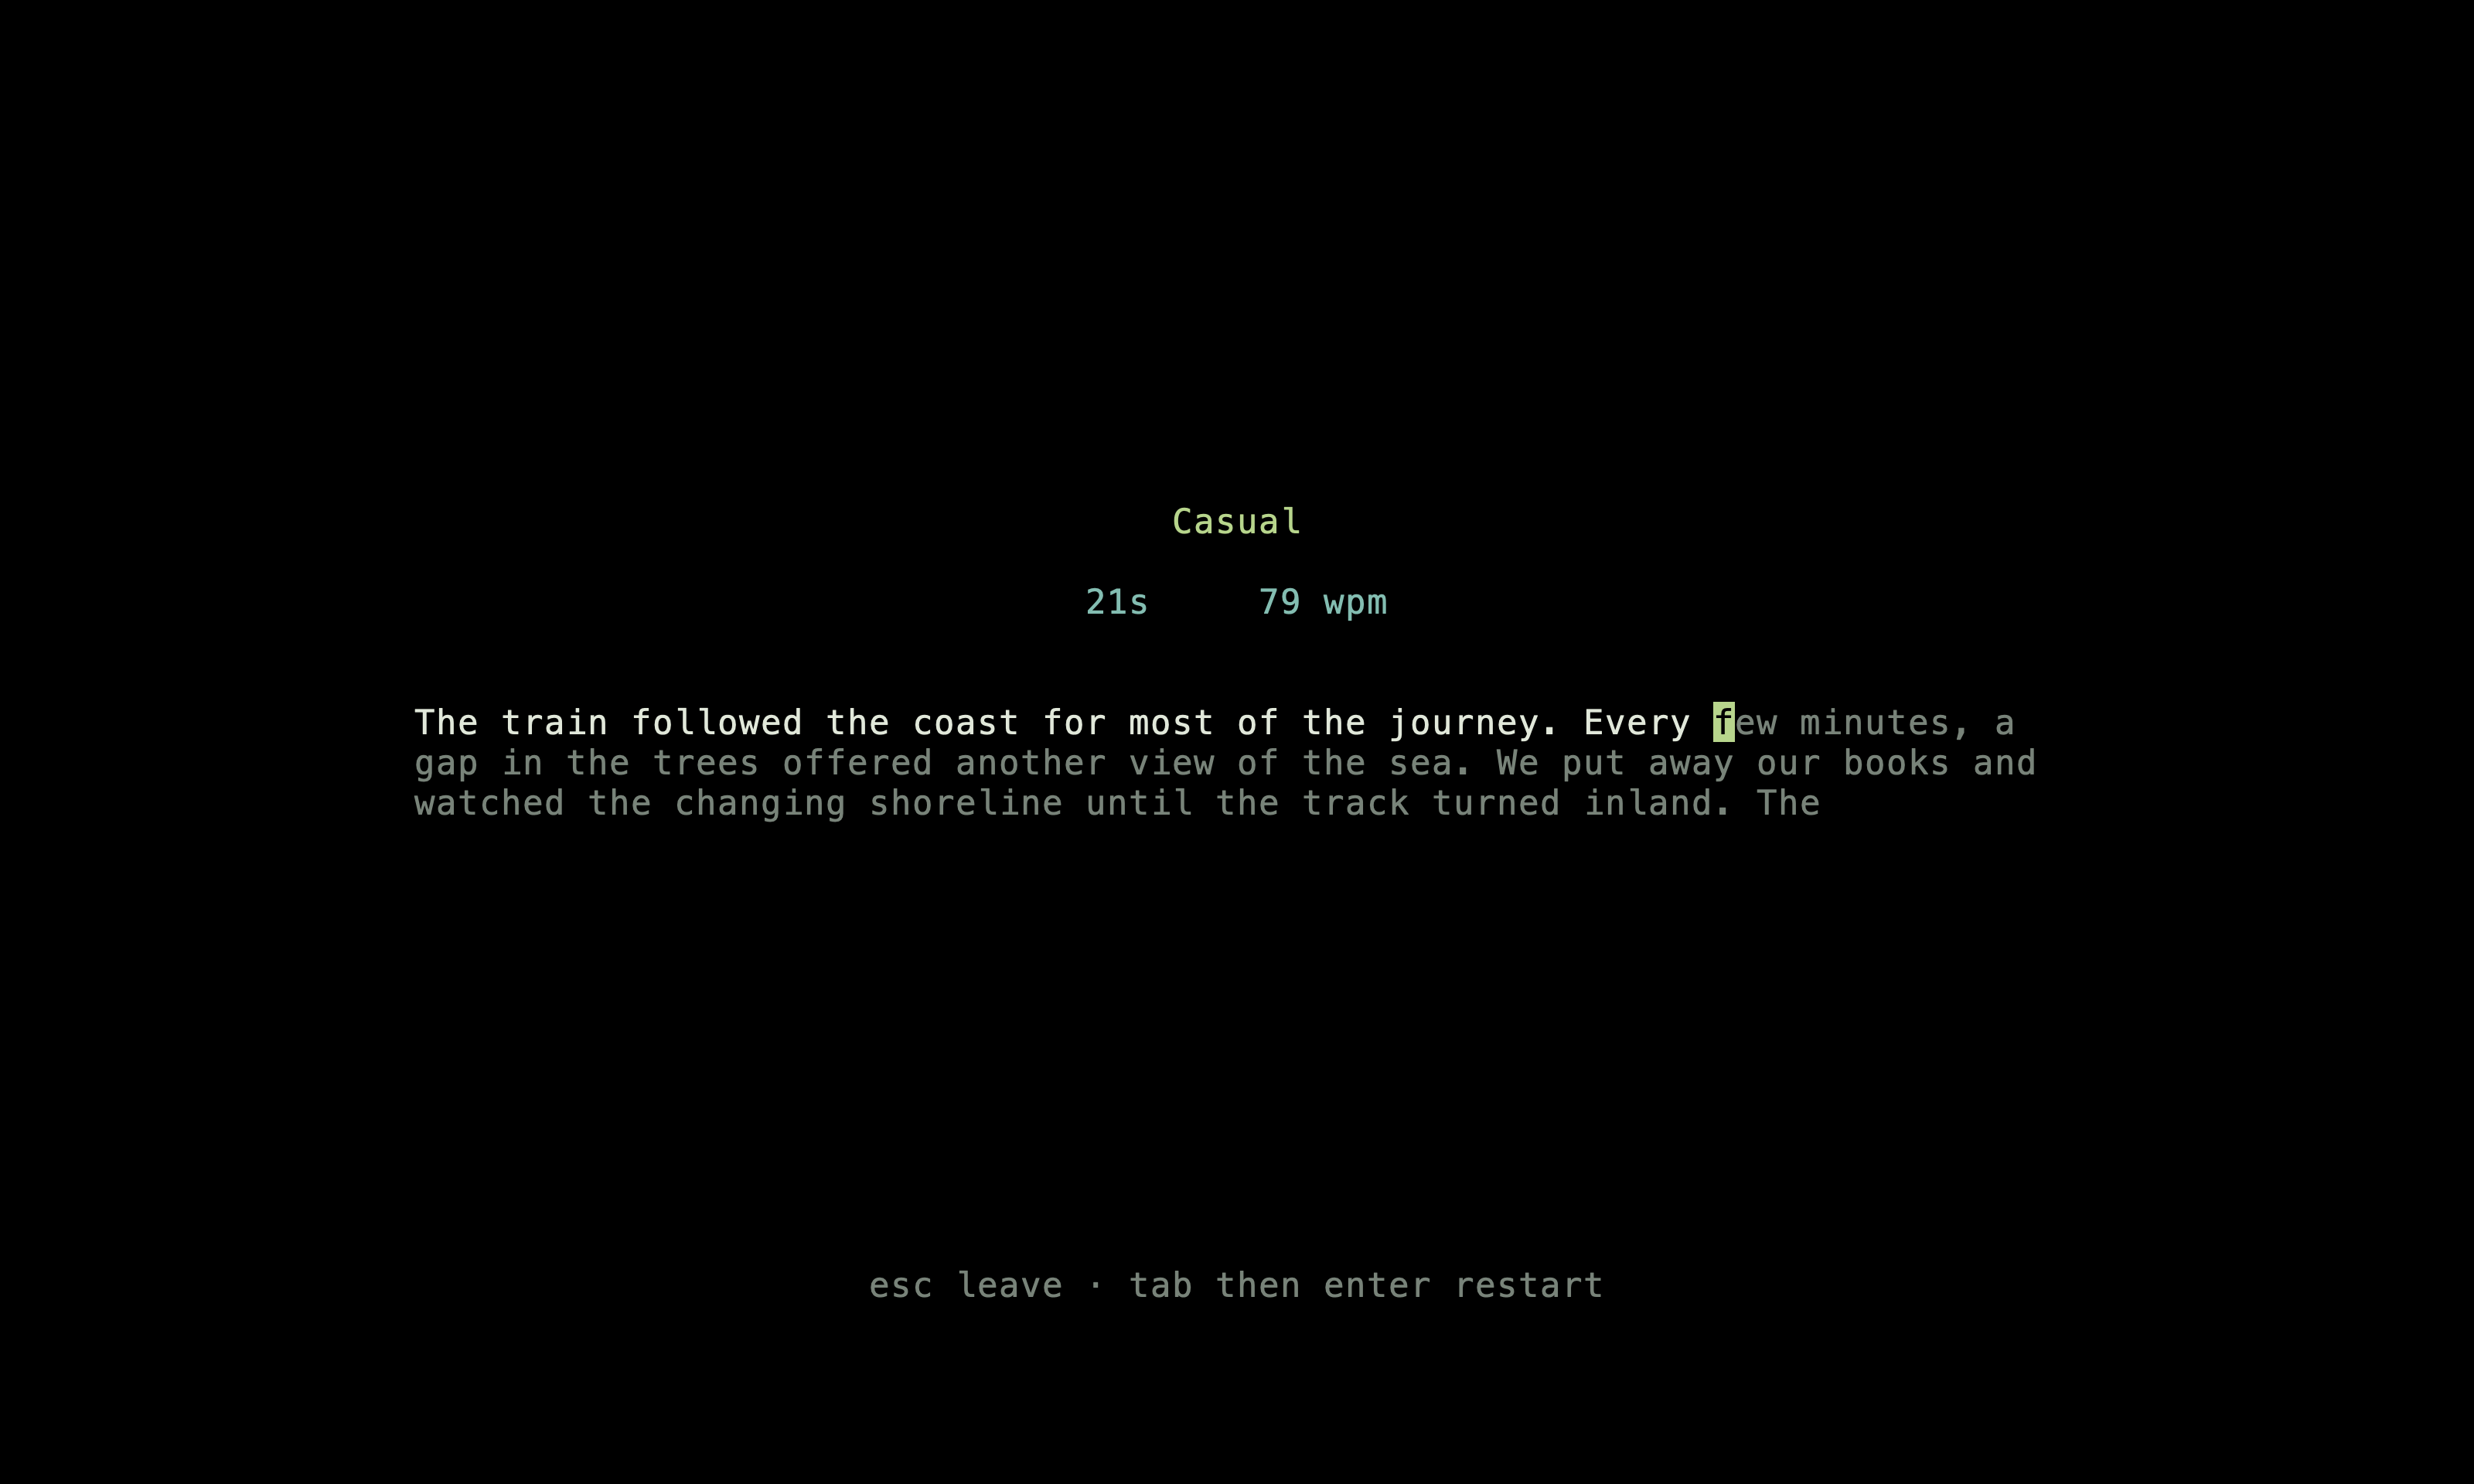 Casual
21s 79 wpm
The train followed the coast for most of the journey. Every few minutes, a
gap in the trees offered another view of the sea. We put away our books and
watched the changing shoreline until the track turned inland. The
esc leave · tab then enter restart